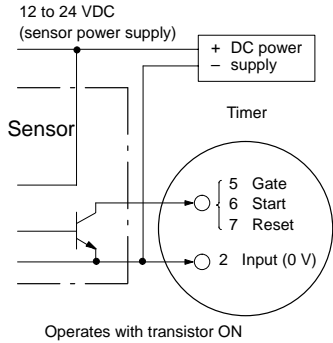 12 to 24 VDC
(sensor power supply)
+ DC power
– supply
Timer
Sensor
5 Gate
6 Start
7 Reset
2 Input (0 V)
Operates with transistor ON